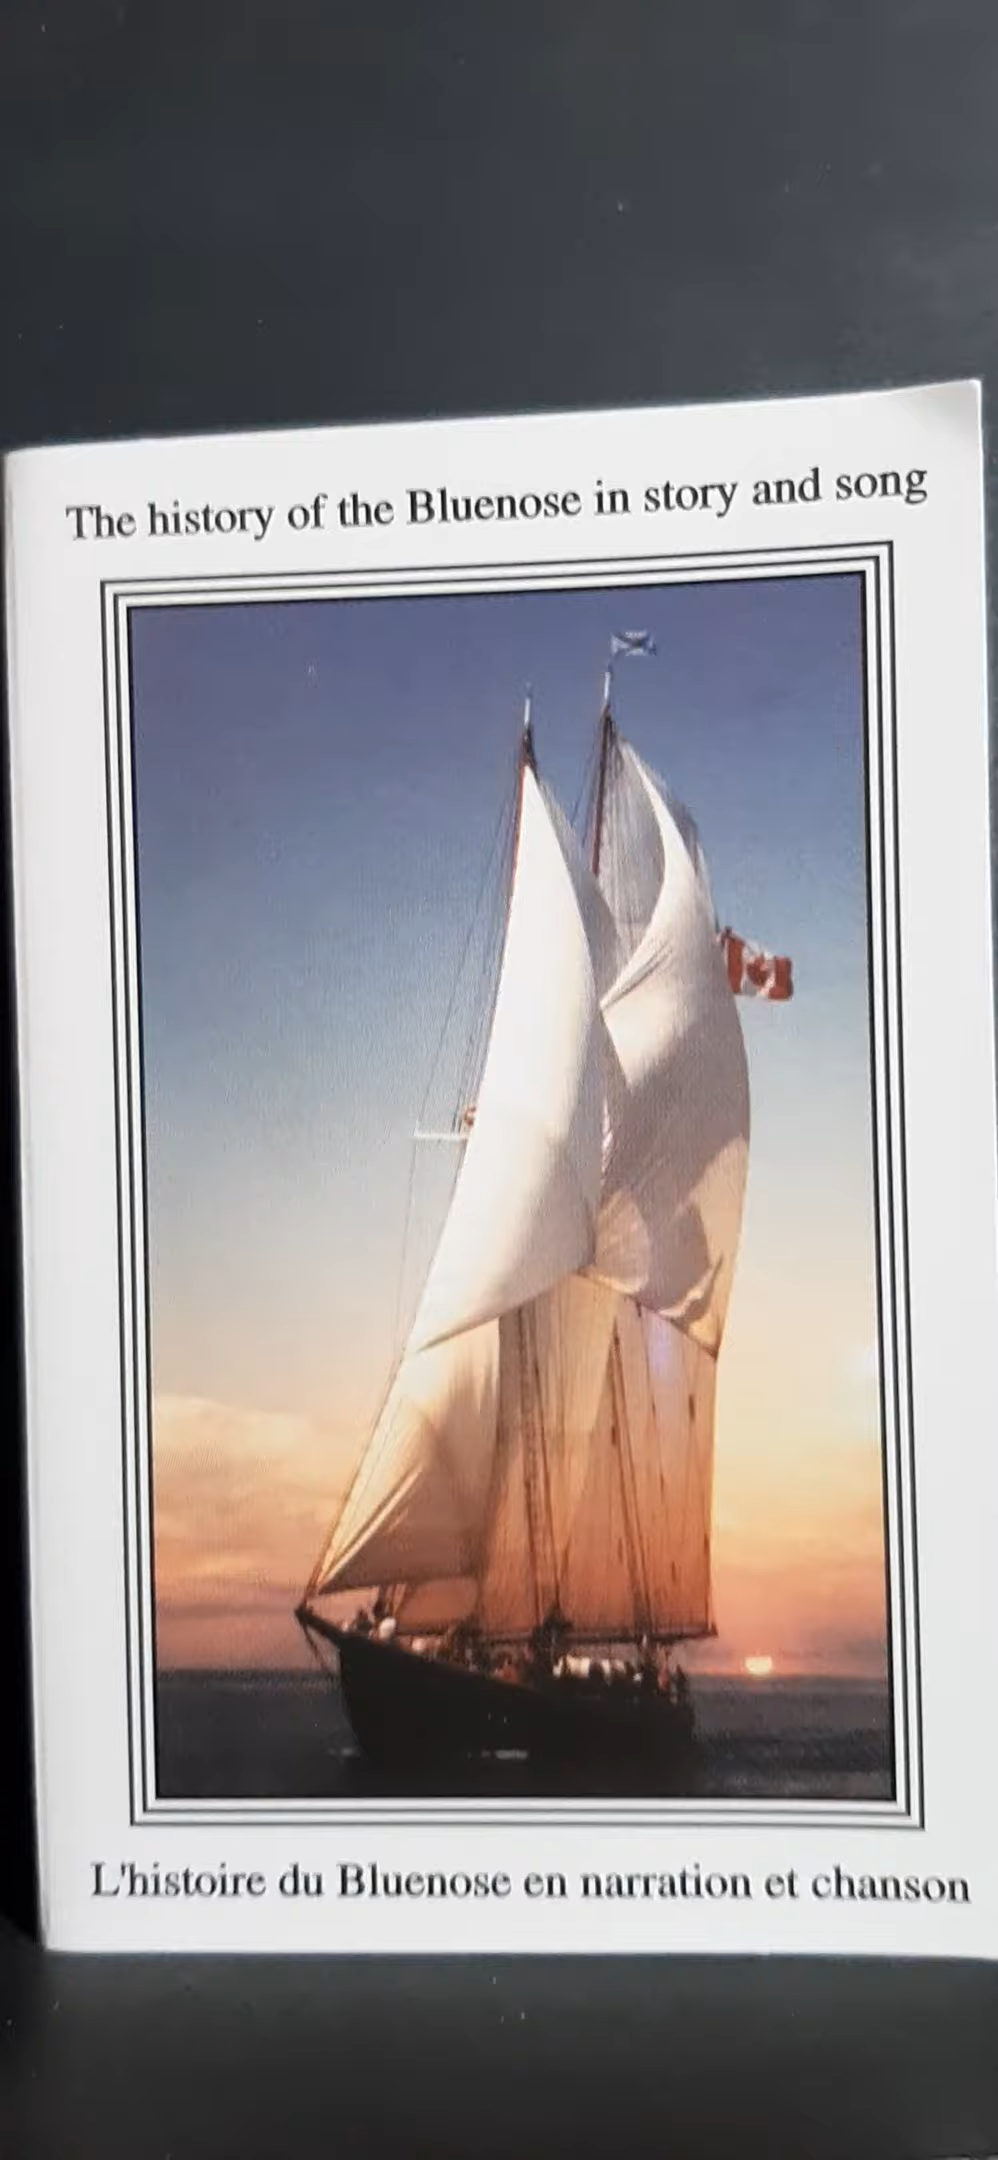 The history of the Bluenose in story and song
L'histoire du Bluenose en narration et chanson